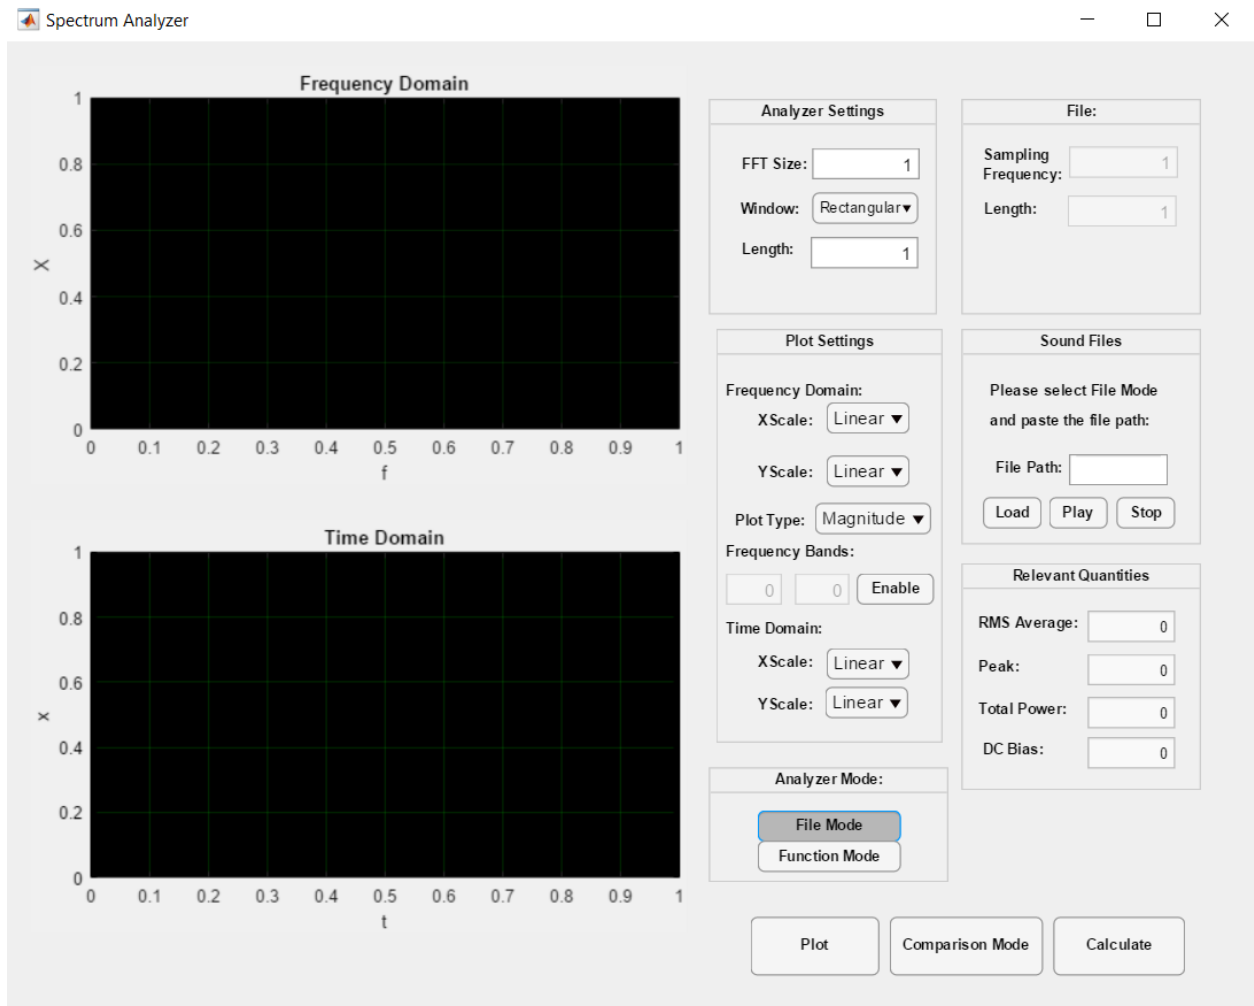 Spectrum Analyzer
Frequency Domain
1
0.8
0.6
0.4
0.2
0
X
0 0.1 0.2 0.3 0.4 0.5 0.6 0.7 0.8 0.9 1
f
Time Domain
1
0.8
0.6
0.4
0.2
0
x
0 0.1 0.2 0.3 0.4 0.5 0.6 0.7 0.8 0.9 1
t
Analyzer Settings
FFT Size: 1
Window: Rectangular
Length: 1
File:
Sampling
Frequency: 1
Length: 1
Plot Settings
Frequency Domain:
XScale: Linear
YScale: Linear
Plot Type: Magnitude
Frequency Bands:
0 0 Enable
Time Domain:
XScale: Linear
YScale: Linear
Sound Files
Please select File Mode
and paste the file path:
File Path:
Load Play Stop
Relevant Quantities
RMS Average: 0
Peak: 0
Total Power: 0
DC Bias: 0
Analyzer Mode:
File Mode
Function Mode
Plot Comparison Mode Calculate